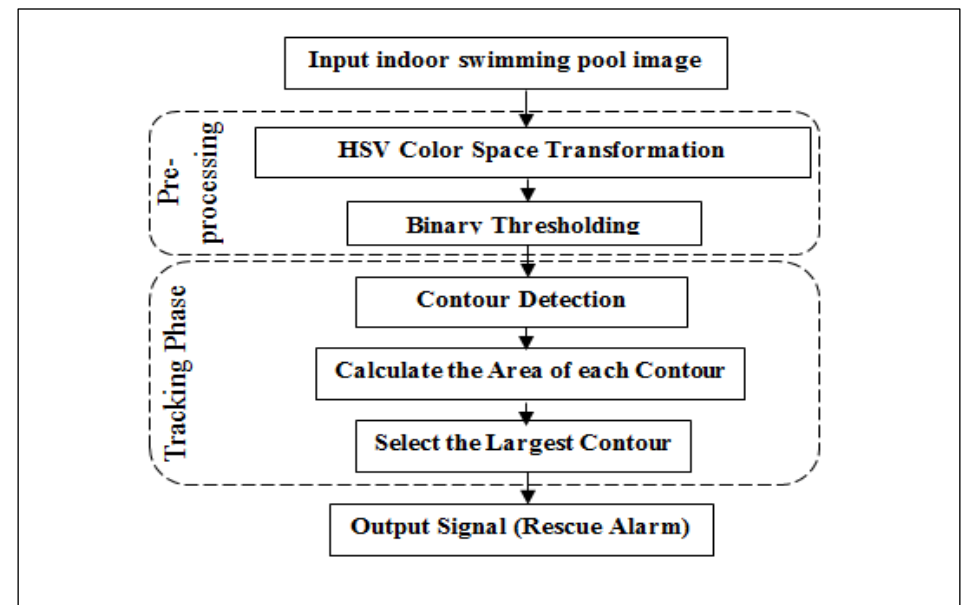 Input indoor swimming pool image
Pre-
processing
HSV Color Space Transformation
Binary Thresholding
Tracking Phase
Contour Detection
Calculate the Area of each Contour
Select the Largest Contour
Output Signal (Rescue Alarm)